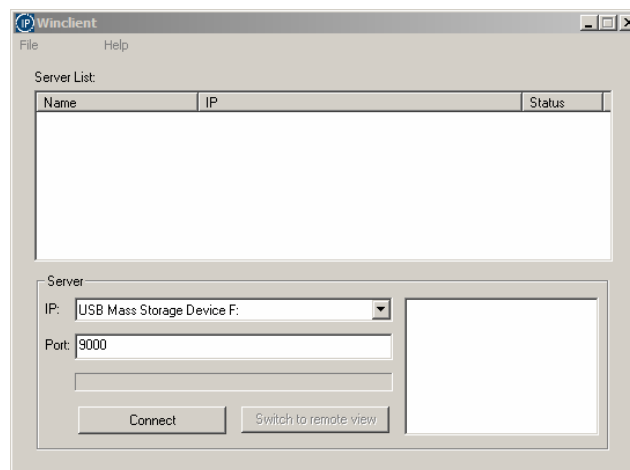 IP Winclient
File Help
Server List:
Name IP Status
Server
IP: USB Mass Storage Device F:
Port: 9000
Connect Switch to remote view